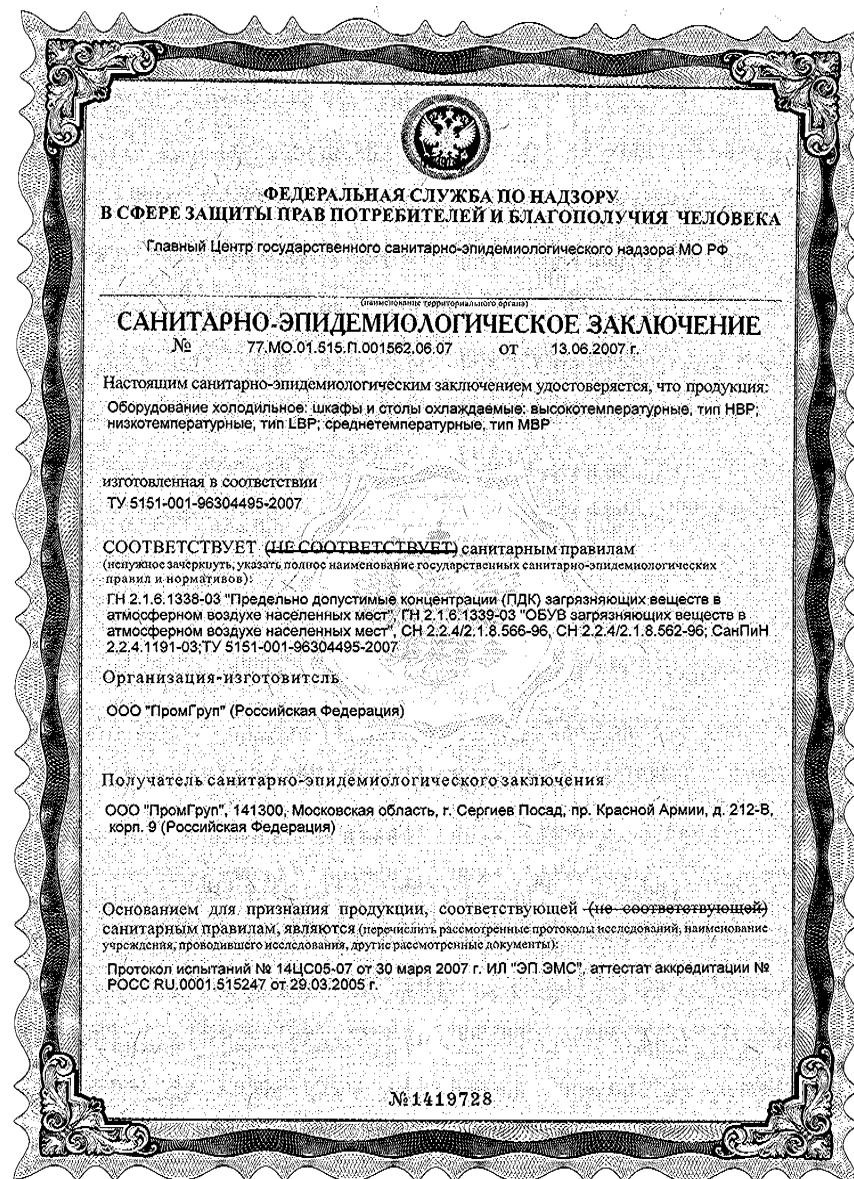 ФЕДЕРАЛЬНАЯ СЛУЖБА ПО НАДЗОРУ
В СФЕРЕ ЗАЩИТЫ ПРАВ ПОТРЕБИТЕЛЕЙ И БЛАГОПОЛУЧИЯ ЧЕЛОВЕКА
Главный Центр государственного санитарно-эпидемиологического надзора МО РФ
(наименование территориального органа)
САНИТАРНО-ЭПИДЕМИОЛОГИЧЕСКОЕ ЗАКЛЮЧЕНИЕ
№ 77.МО.01.515.П.001562.06.07 от 13.06.2007 г.
Настоящим санитарно-эпидемиологическим заключением удостоверяется, что продукция:
Оборудование холодильное: шкафы и столы охлаждаемые: высокотемпературные, тип HBP;
низкотемпературные, тип LBP; среднетемпературные, тип MBP
изготовленная в соответствии
ТУ 5151-001-96304495-2007
СООТВЕТСТВУЕТ (НЕ СООТВЕТСТВУЕТ) санитарным правилам
(ненужное зачеркнуть, указать полное наименование государственных санитарно-эпидемиологических
правил и нормативов):
ГН 2.1.6.1338-03 "Предельно допустимые концентрации (ПДК) загрязняющих веществ в
атмосферном воздухе населенных мест", ГН 2.1.6.1339-03 "ОБУВ загрязняющих веществ в
атмосферном воздухе населенных мест", СН 2.2.4/2.1.8.566-96, СН 2.2.4/2.1.8.562-96; СанПиН
2.2.4.1191-03;ТУ 5151-001-96304495-2007
Организация-изготовитель
ООО "ПромГруп" (Российская Федерация)
Получатель санитарно-эпидемиологического заключения
ООО "ПромГруп", 141300, Московская область, г. Сергиев Посад, пр. Красной Армии, д. 212-В,
корп. 9 (Российская Федерация)
Основанием для признания продукции, соответствующей (не соответствующей)
санитарным правилам, являются (перечислить рассмотренные протоколы исследований, наименование
учреждения, проводившего исследования, другие рассмотренные документы):
Протокол испытаний № 14ЦС05-07 от 30 маря 2007 г. ИЛ "ЭП ЭМС", аттестат аккредитации №
РОСС RU.0001.515247 от 29.03.2005 г.
№1419728